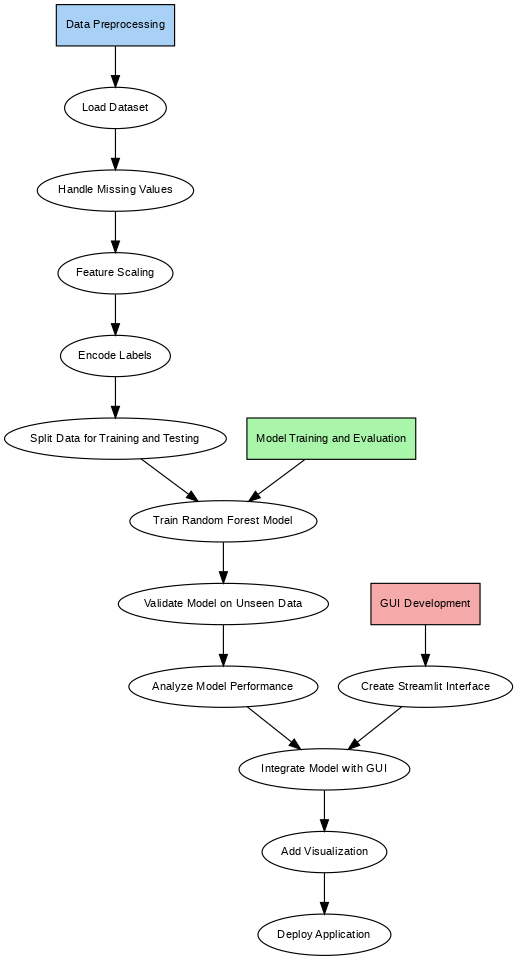 Data Preprocessing
Load Dataset
Handle Missing Values
Feature Scaling
Encode Labels
Split Data for Training and Testing
Model Training and Evaluation
Train Random Forest Model
Validate Model on Unseen Data
GUI Development
Analyze Model Performance
Create Streamlit Interface
Integrate Model with GUI
Add Visualization
Deploy Application